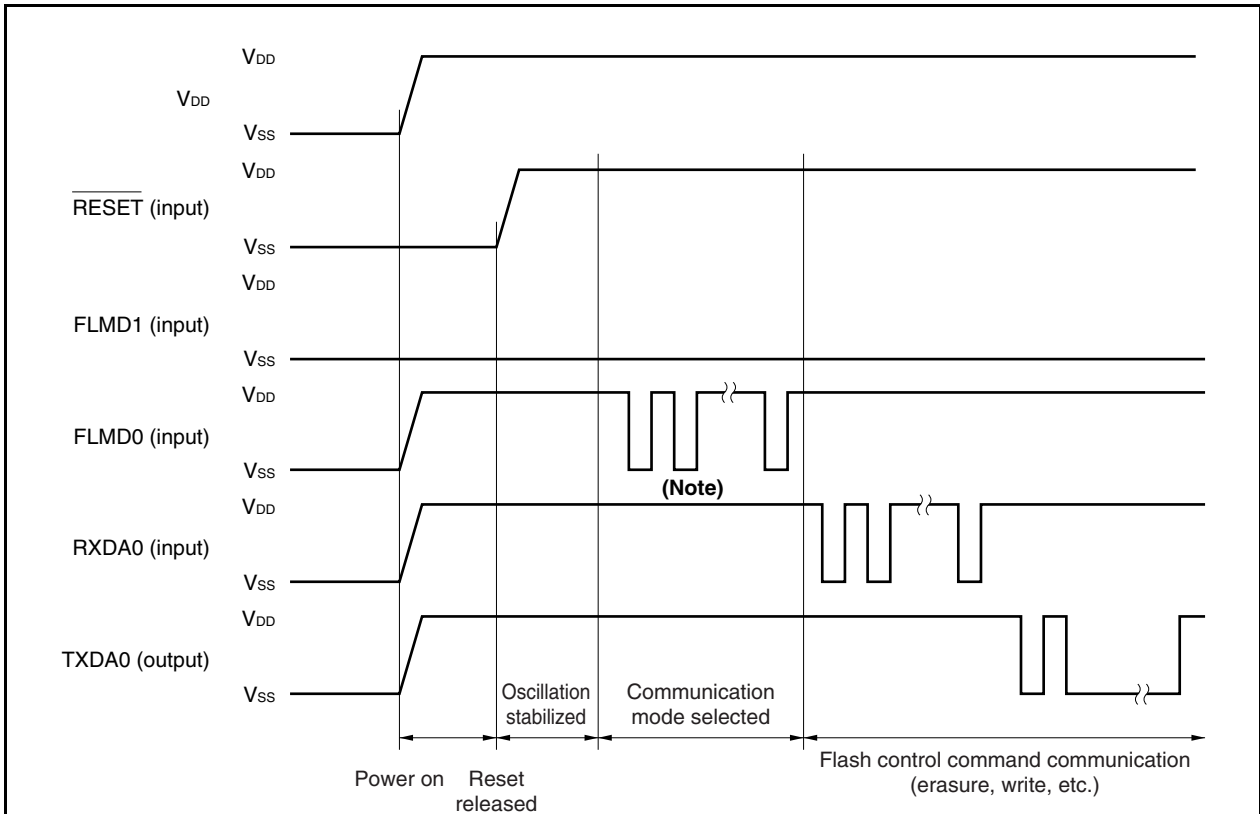 VDD
VDD
VSS
VDD
RESET (input)
VSS
VDD
FLMD1 (input)
VSS
VDD
FLMD0 (input)
VSS
(Note)
VDD
RXDA0 (input)
VSS
VDD
TXDA0 (output)
VSS
Oscillation
stabilized
Communication
mode selected
Power on
Reset
released
Flash control command communication
(erasure, write, etc.)